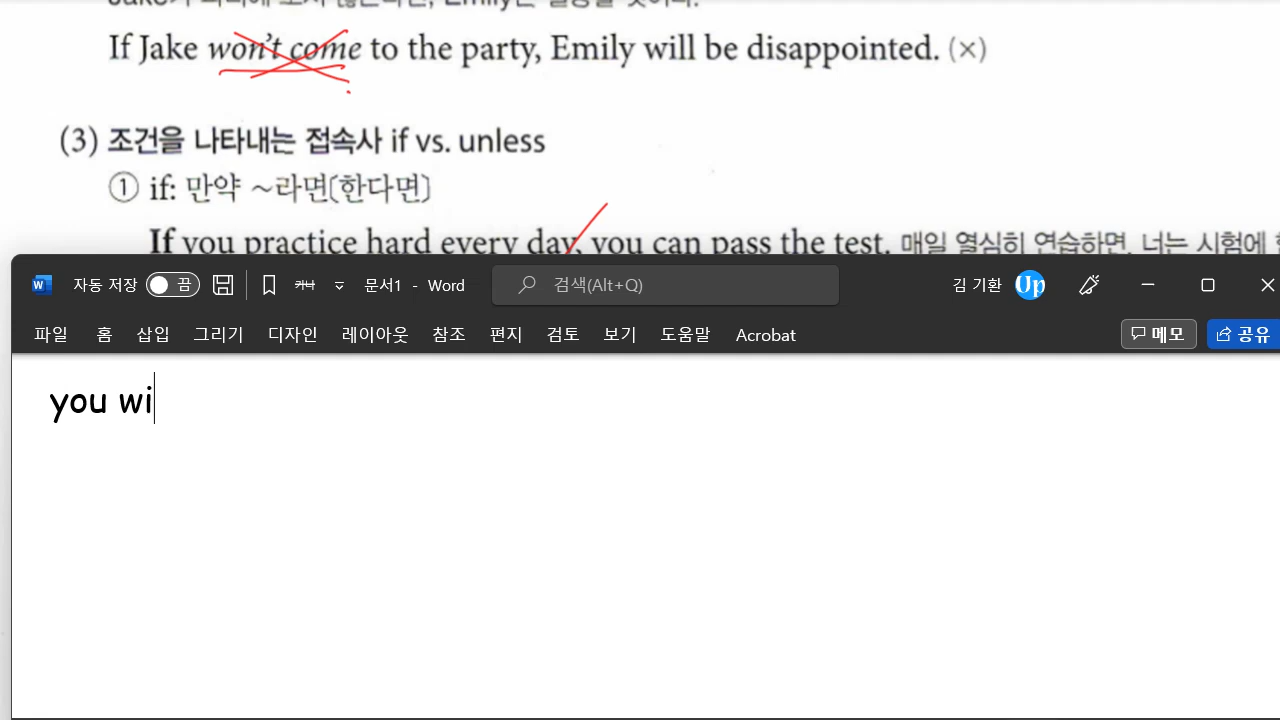 If Jake won't come to the party, Emily will be disappointed. (×)
(3) 조건을 나타내는 접속사 if vs. unless
① if: 만약 ~라면(한다면)
If you practice hard every day, you can pass the test. 매일 열심히 연습하면, 너는 시험에
자동 저장 끔 문서1 - Word 검색(Alt+Q) 김 기환 Up
파일 홈 삽입 그리기 디자인 레이아웃 참조 편지 검토 보기 도움말 Acrobat 메모 공유
you wi